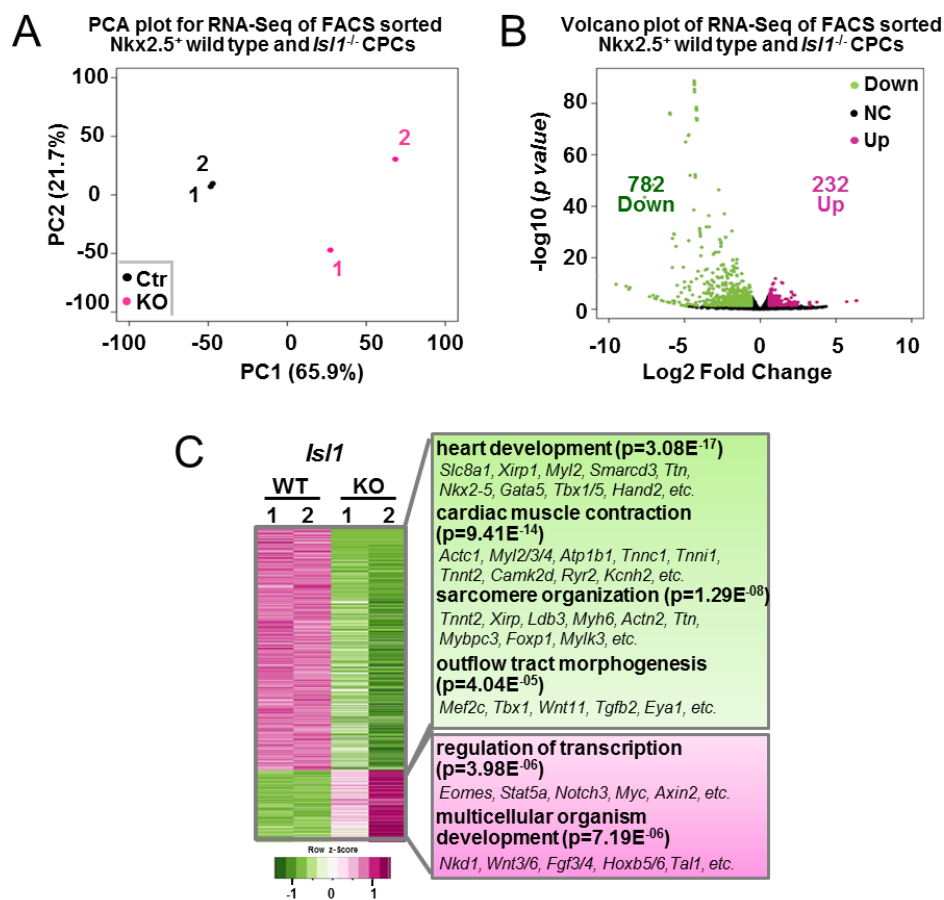 A
PCA plot for RNA-Seq of FACS sorted
Nkx2.5⁺ wild type and Isl1⁻/⁻ CPCs
100
50
0
-50
-100
PC2 (21.7%)
2
1
2
1
Ctr
KO
-100
-50
0
50
100
PC1 (65.9%)
B
Volcano plot of RNA-Seq of FACS sorted
Nkx2.5⁺ wild type and Isl1⁻/⁻ CPCs
80
60
40
20
0
-log10 (p value)
Down
NC
Up
782
Down
232
Up
-10
-5
0
5
10
Log2 Fold Change
C
Isl1
WT
KO
1 2 1 2
Row z-Score
-1 0 1
heart development (p=3.08E⁻¹⁷)
Slc8a1, Xirp1, Myl2, Smarcd3, Ttn,
Nkx2-5, Gata5, Tbx1/5, Hand2, etc.
cardiac muscle contraction
(p=9.41E⁻¹⁴)
Actc1, Myl2/3/4, Atp1b1, Tnnc1, Tnni1,
Tnnt2, Camk2d, Ryr2, Kcnh2, etc.
sarcomere organization (p=1.29E⁻⁰⁸)
Tnnt2, Xirp, Ldb3, Myh6, Actn2, Ttn,
Mybpc3, Foxp1, Mylk3, etc.
outflow tract morphogenesis
(p=4.04E⁻⁰⁵)
Mef2c, Tbx1, Wnt11, Tgfb2, Eya1, etc.
regulation of transcription
(p=3.98E⁻⁰⁶)
Eomes, Stat5a, Notch3, Myc, Axin2, etc.
multicellular organism
development (p=7.19E⁻⁰⁶)
Nkd1, Wnt3/6, Fgf3/4, Hoxb5/6,Tal1, etc.